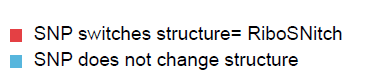 SNP switches structure= RiboSNitch
SNP does not change structure